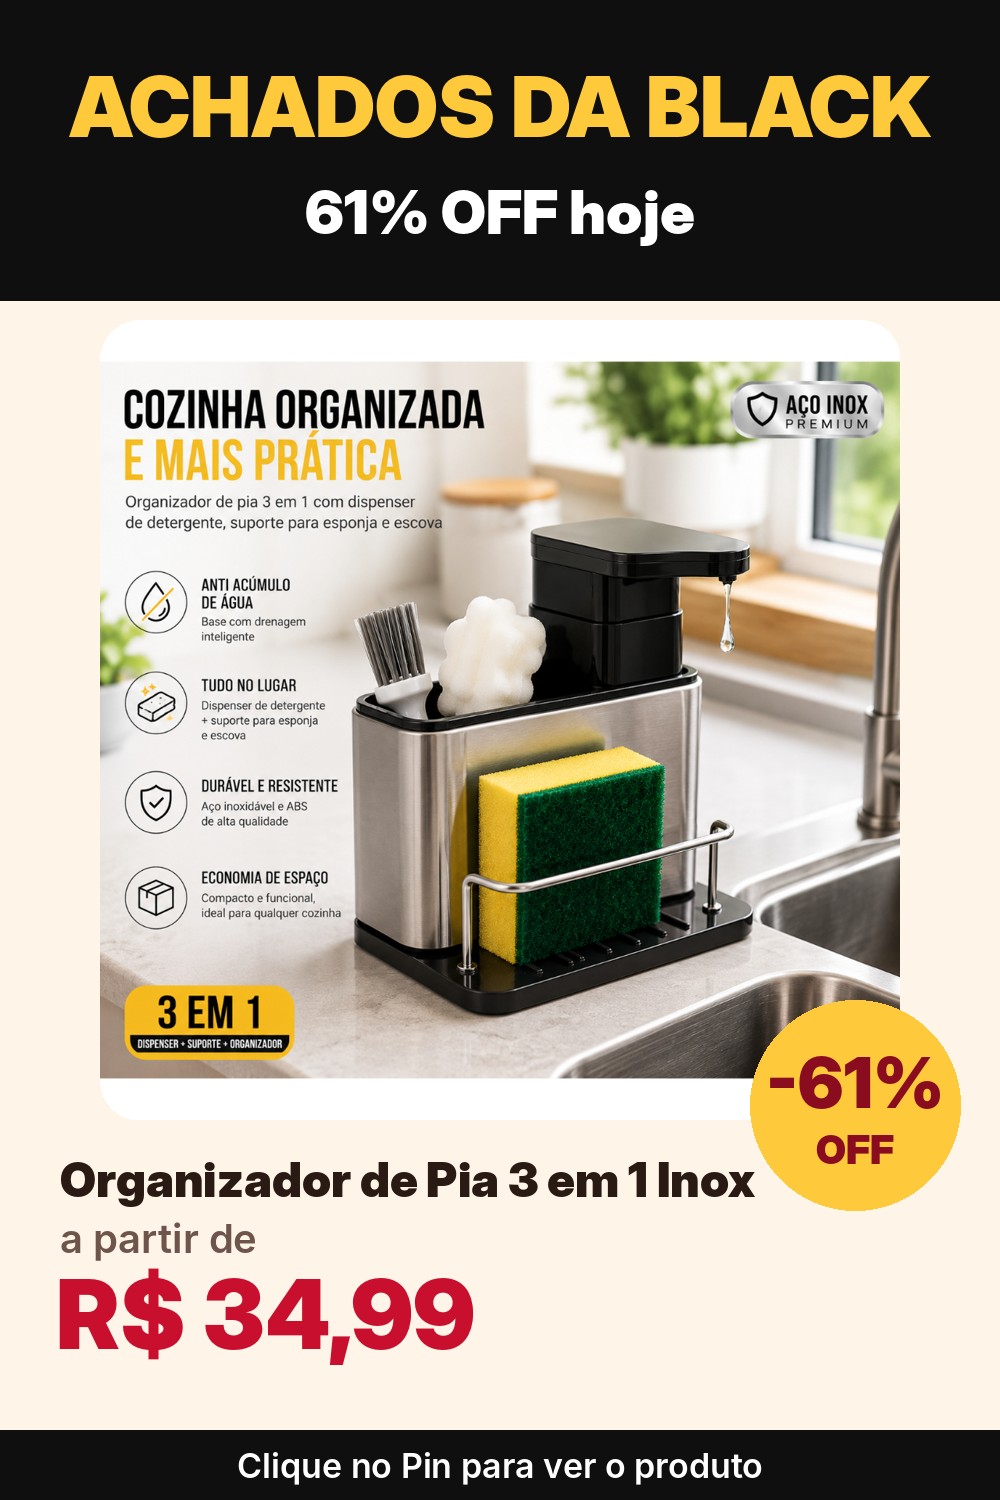 ACHADOS DA BLACK
61% OFF hoje
COZINHA ORGANIZADA
E MAIS PRÁTICA
Organizador de pia 3 em 1 com dispenser
de detergente, suporte para esponja e escova
AÇO INOX
PREMIUM
ANTI ACÚMULO
DE ÁGUA
Base com drenagem
inteligente
TUDO NO LUGAR
Dispenser de detergente
+ suporte para esponja
e escova
DURÁVEL E RESISTENTE
Aço inoxidável e ABS
de alta qualidade
ECONOMIA DE ESPAÇO
Compacto e funcional,
ideal para qualquer cozinha
3 EM 1
DISPENSER + SUPORTE + ORGANIZADOR
-61%
OFF
Organizador de Pia 3 em 1 Inox
a partir de
R$ 34,99
Clique no Pin para ver o produto